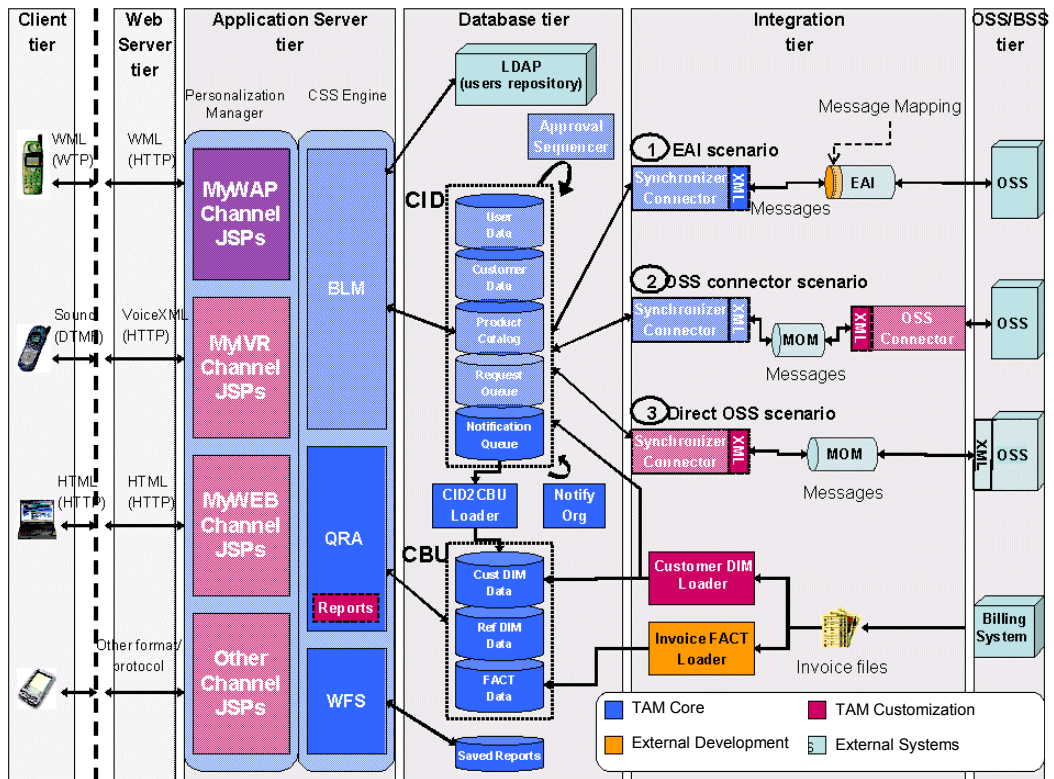 Client
tier
Web
Server
tier
Application Server
tier
Database tier
Integration
tier
OSS/BSS
tier
Personalization
Manager
CSS Engine
LDAP
(users repository)
Message Mapping
Approval
Sequencer
WML
(WTP)
WML
(HTTP)
MyWAP
Channel
JSPs
1 EAI scenario
Synchronizer
Connector
XML
Messages
EAI
OSS
CID
User
Data
Customer
Data
Product
Catalog
Request
Queue
Notification
Queue
BLM
2 OSS connector scenario
Synchronizer
Connector
XML
MOM
Messages
XML
OSS
Connector
OSS
Sound
(DTMF)
VoiceXML
(HTTP)
MyIVR
Channel
JSPs
3 Direct OSS scenario
Synchronizer
Connector
XML
MOM
Messages
XML
OSS
HTML
(HTTP)
HTML
(HTTP)
MyWEB
Channel
JSPs
QRA
Reports
CID2CBU
Loader
Notify
Org
CBU
Cust DIM
Data
Ref DIM
Data
FACT
Data
Customer DIM
Loader
Invoice FACT
Loader
Invoice files
Billing
System
Other format/
protocol
Other
Channel
JSPs
WFS
Saved Reports
TAM Core
TAM Customization
External Development
s
External Systems